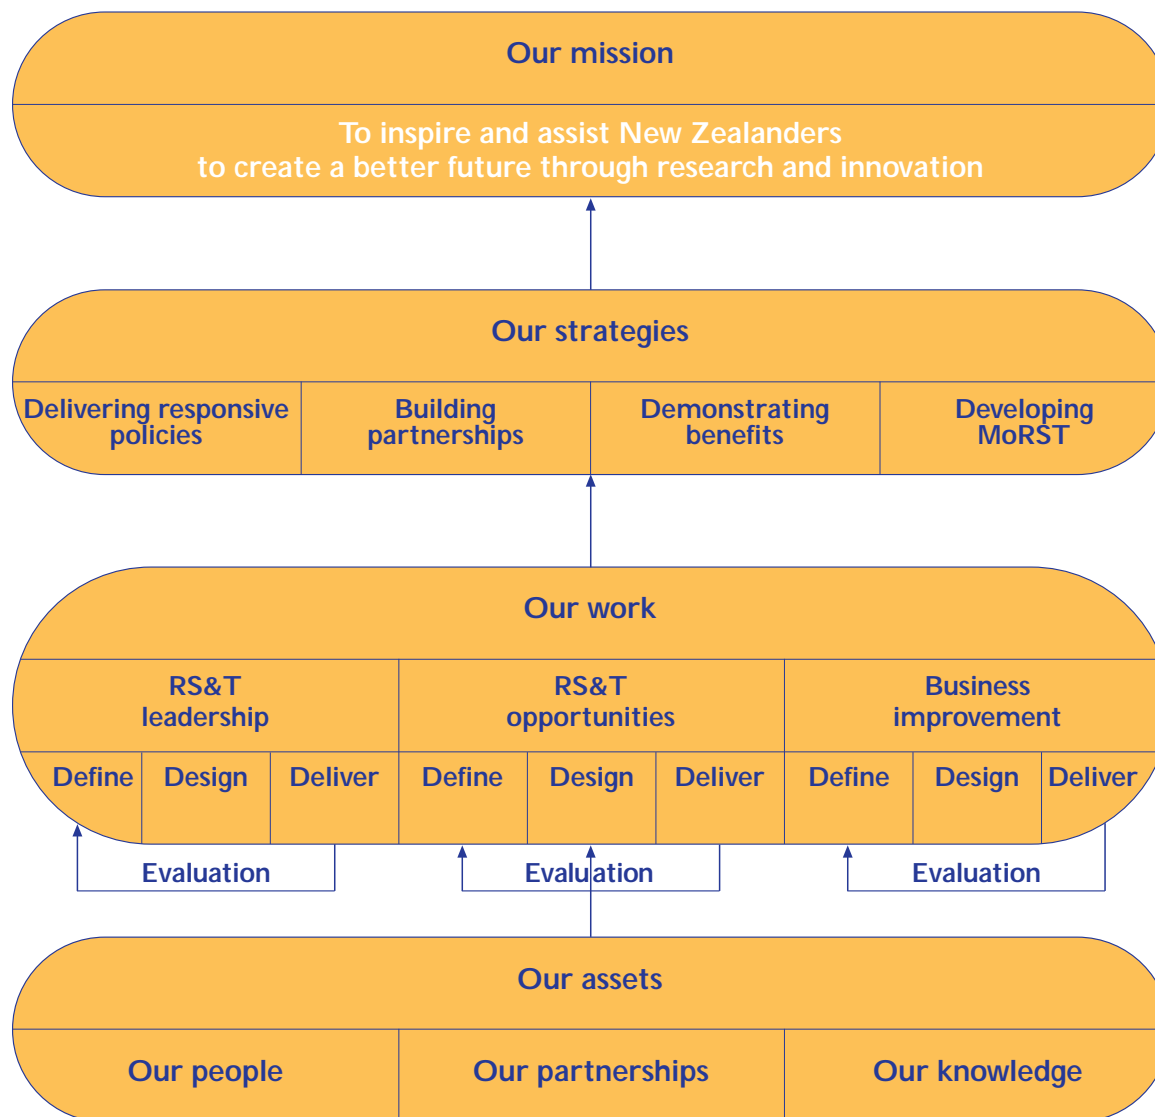 Our mission
To inspire and assist New Zealanders
to create a better future through research and innovation
Our strategies
Delivering responsive
policies
Building
partnerships
Demonstrating
benefits
Developing
MoRST
Our work
RS&T
leadership
RS&T
opportunities
Business
improvement
Define
Design
Deliver
Define
Design
Deliver
Define
Design
Deliver
Evaluation
Evaluation
Evaluation
Our assets
Our people
Our partnerships
Our knowledge